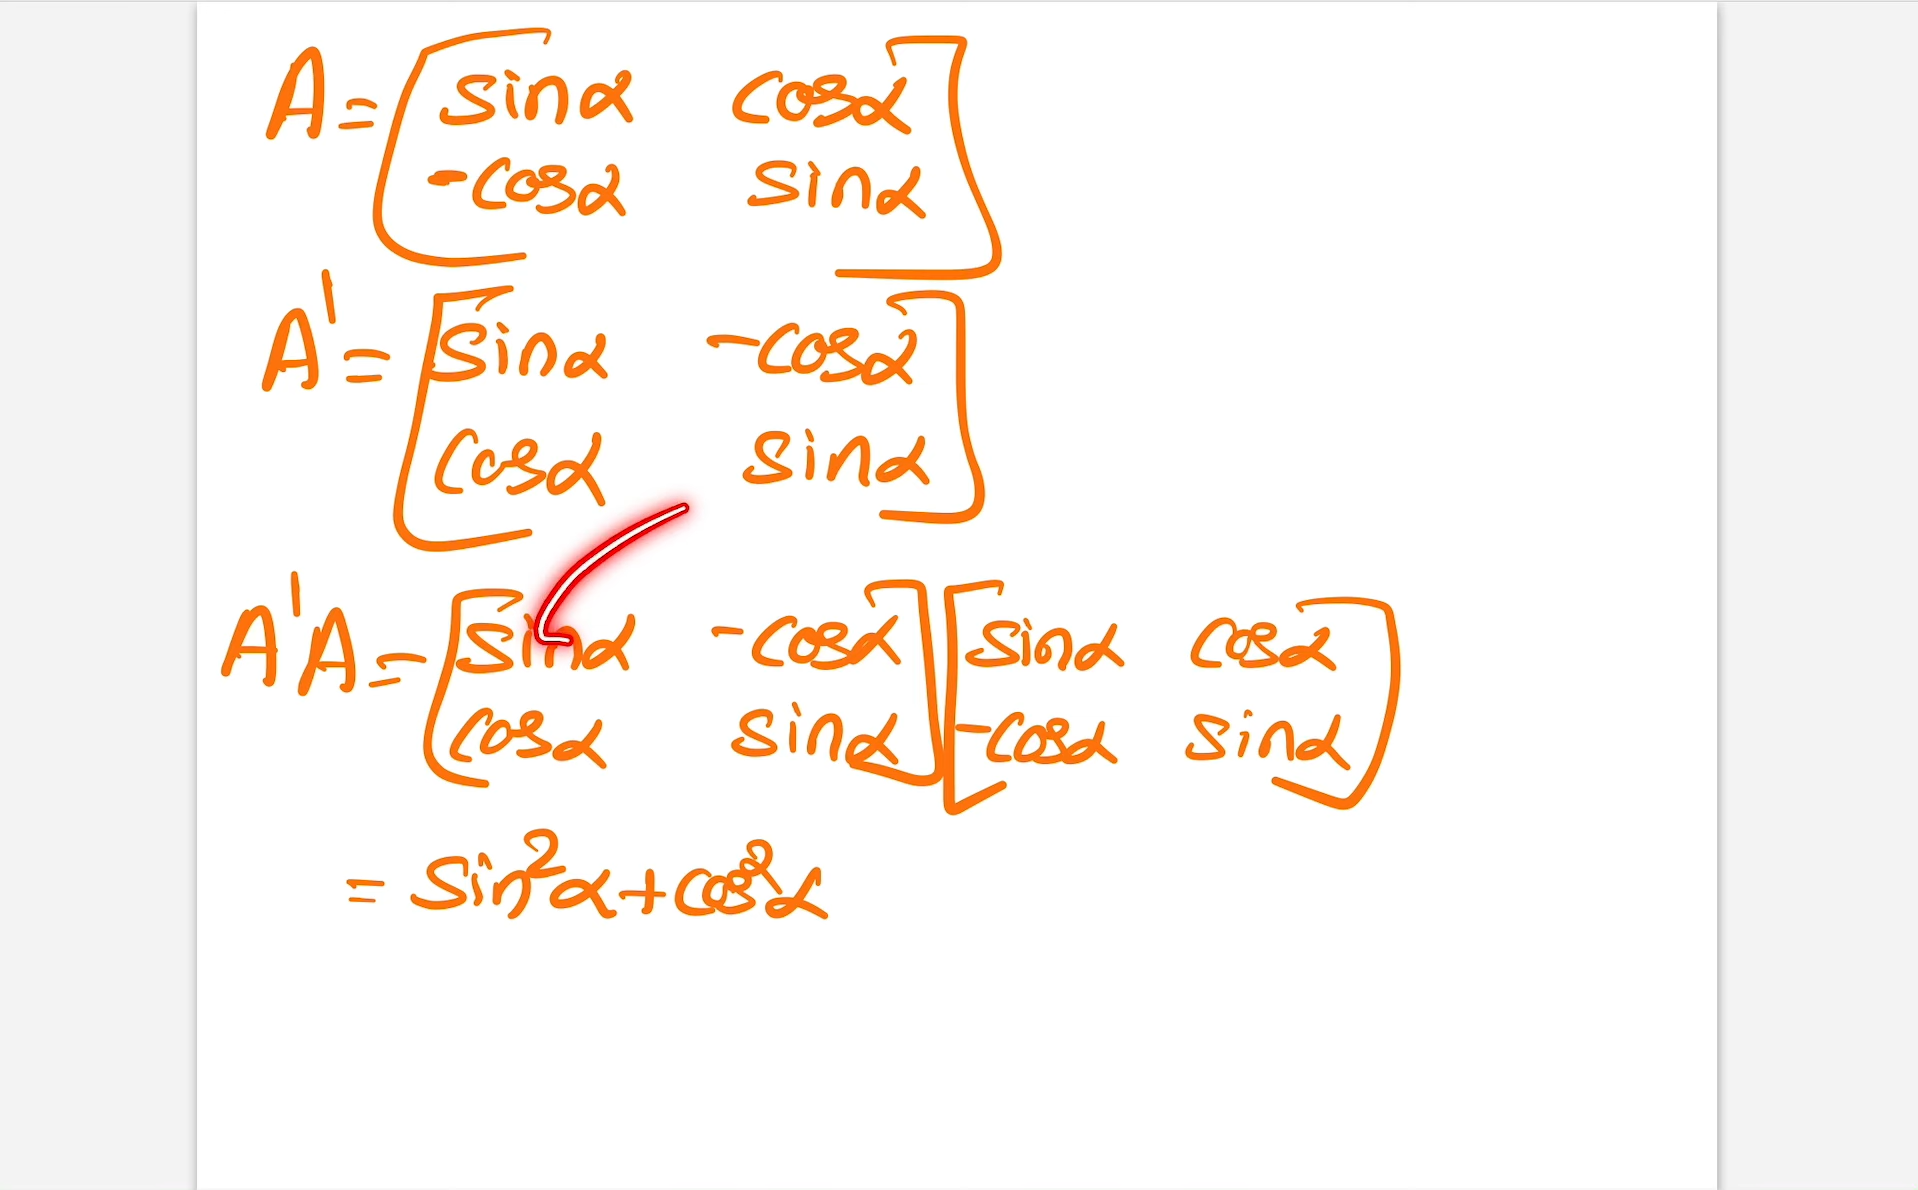 A = [sinα cosα
-cosα sinα]
A' = [sinα -cosα
cosα sinα]
A'A = [sinα -cosα] [sinα cosα]
[cosα sinα] [-cosα sinα]
= sin²α + cos²α